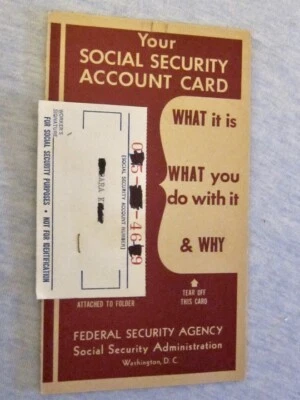 Your
SOCIAL SECURITY
ACCOUNT CARD
WHAT it is
WHAT you
do with it
& WHY
TEAR OFF
THIS CARD
(SOCIAL SECURITY ACCOUNT NUMBER)
WORKER'S
SIGNATURE
FOR SOCIAL SECURITY PURPOSES • NOT FOR IDENTIFICATION
ATTACHED TO FOLDER
FEDERAL SECURITY AGENCY
Social Security Administration
Washington, D. C.